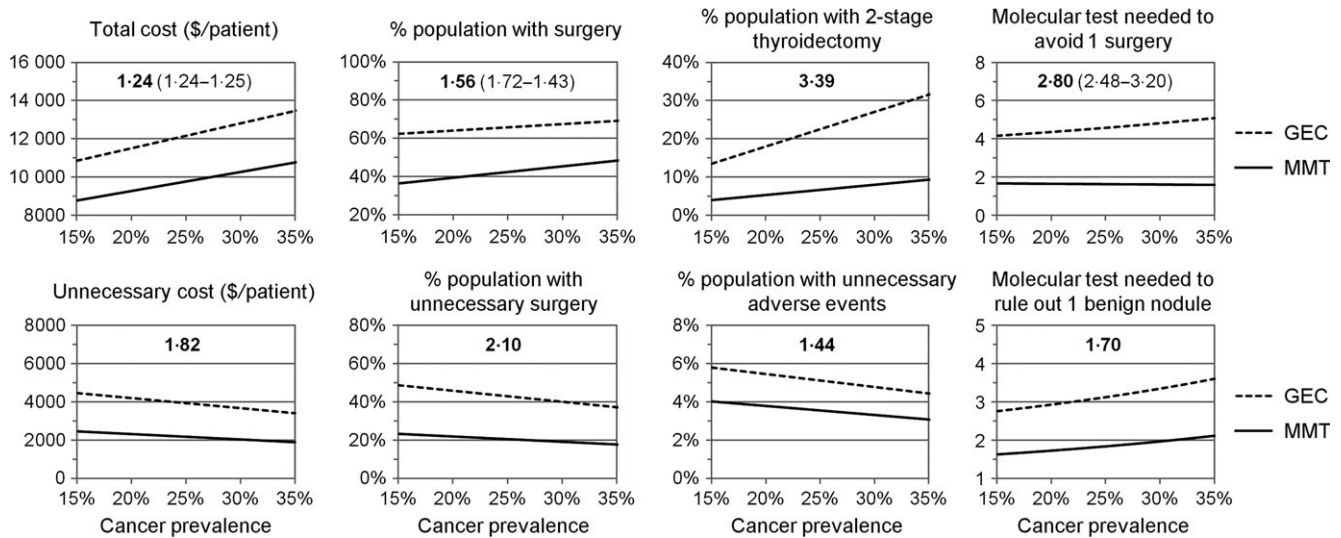 Total cost ($/patient)
16 000
14 000
12 000
10 000
8000
1·24 (1·24–1·25)
15% 20% 25% 30% 35%
% population with surgery
100%
80%
60%
40%
20%
1·56 (1·72–1·43)
15% 20% 25% 30% 35%
% population with 2-stage
thyroidectomy
40%
30%
20%
10%
0%
3·39
15% 20% 25% 30% 35%
Molecular test needed to
avoid 1 surgery
8
6
4
2
0
2·80 (2·48–3·20)
15% 20% 25% 30% 35%
GEC
MMT
Unnecessary cost ($/patient)
8000
6000
4000
2000
0
1·82
15% 20% 25% 30% 35%
Cancer prevalence
% population with
unnecessary surgery
80%
60%
40%
20%
0%
2·10
15% 20% 25% 30% 35%
Cancer prevalence
% population with unnecessary
adverse events
8%
6%
4%
2%
0%
1·44
15% 20% 25% 30% 35%
Cancer prevalence
Molecular test needed to
rule out 1 benign nodule
5
4
3
2
1
1·70
15% 20% 25% 30% 35%
Cancer prevalence
GEC
MMT